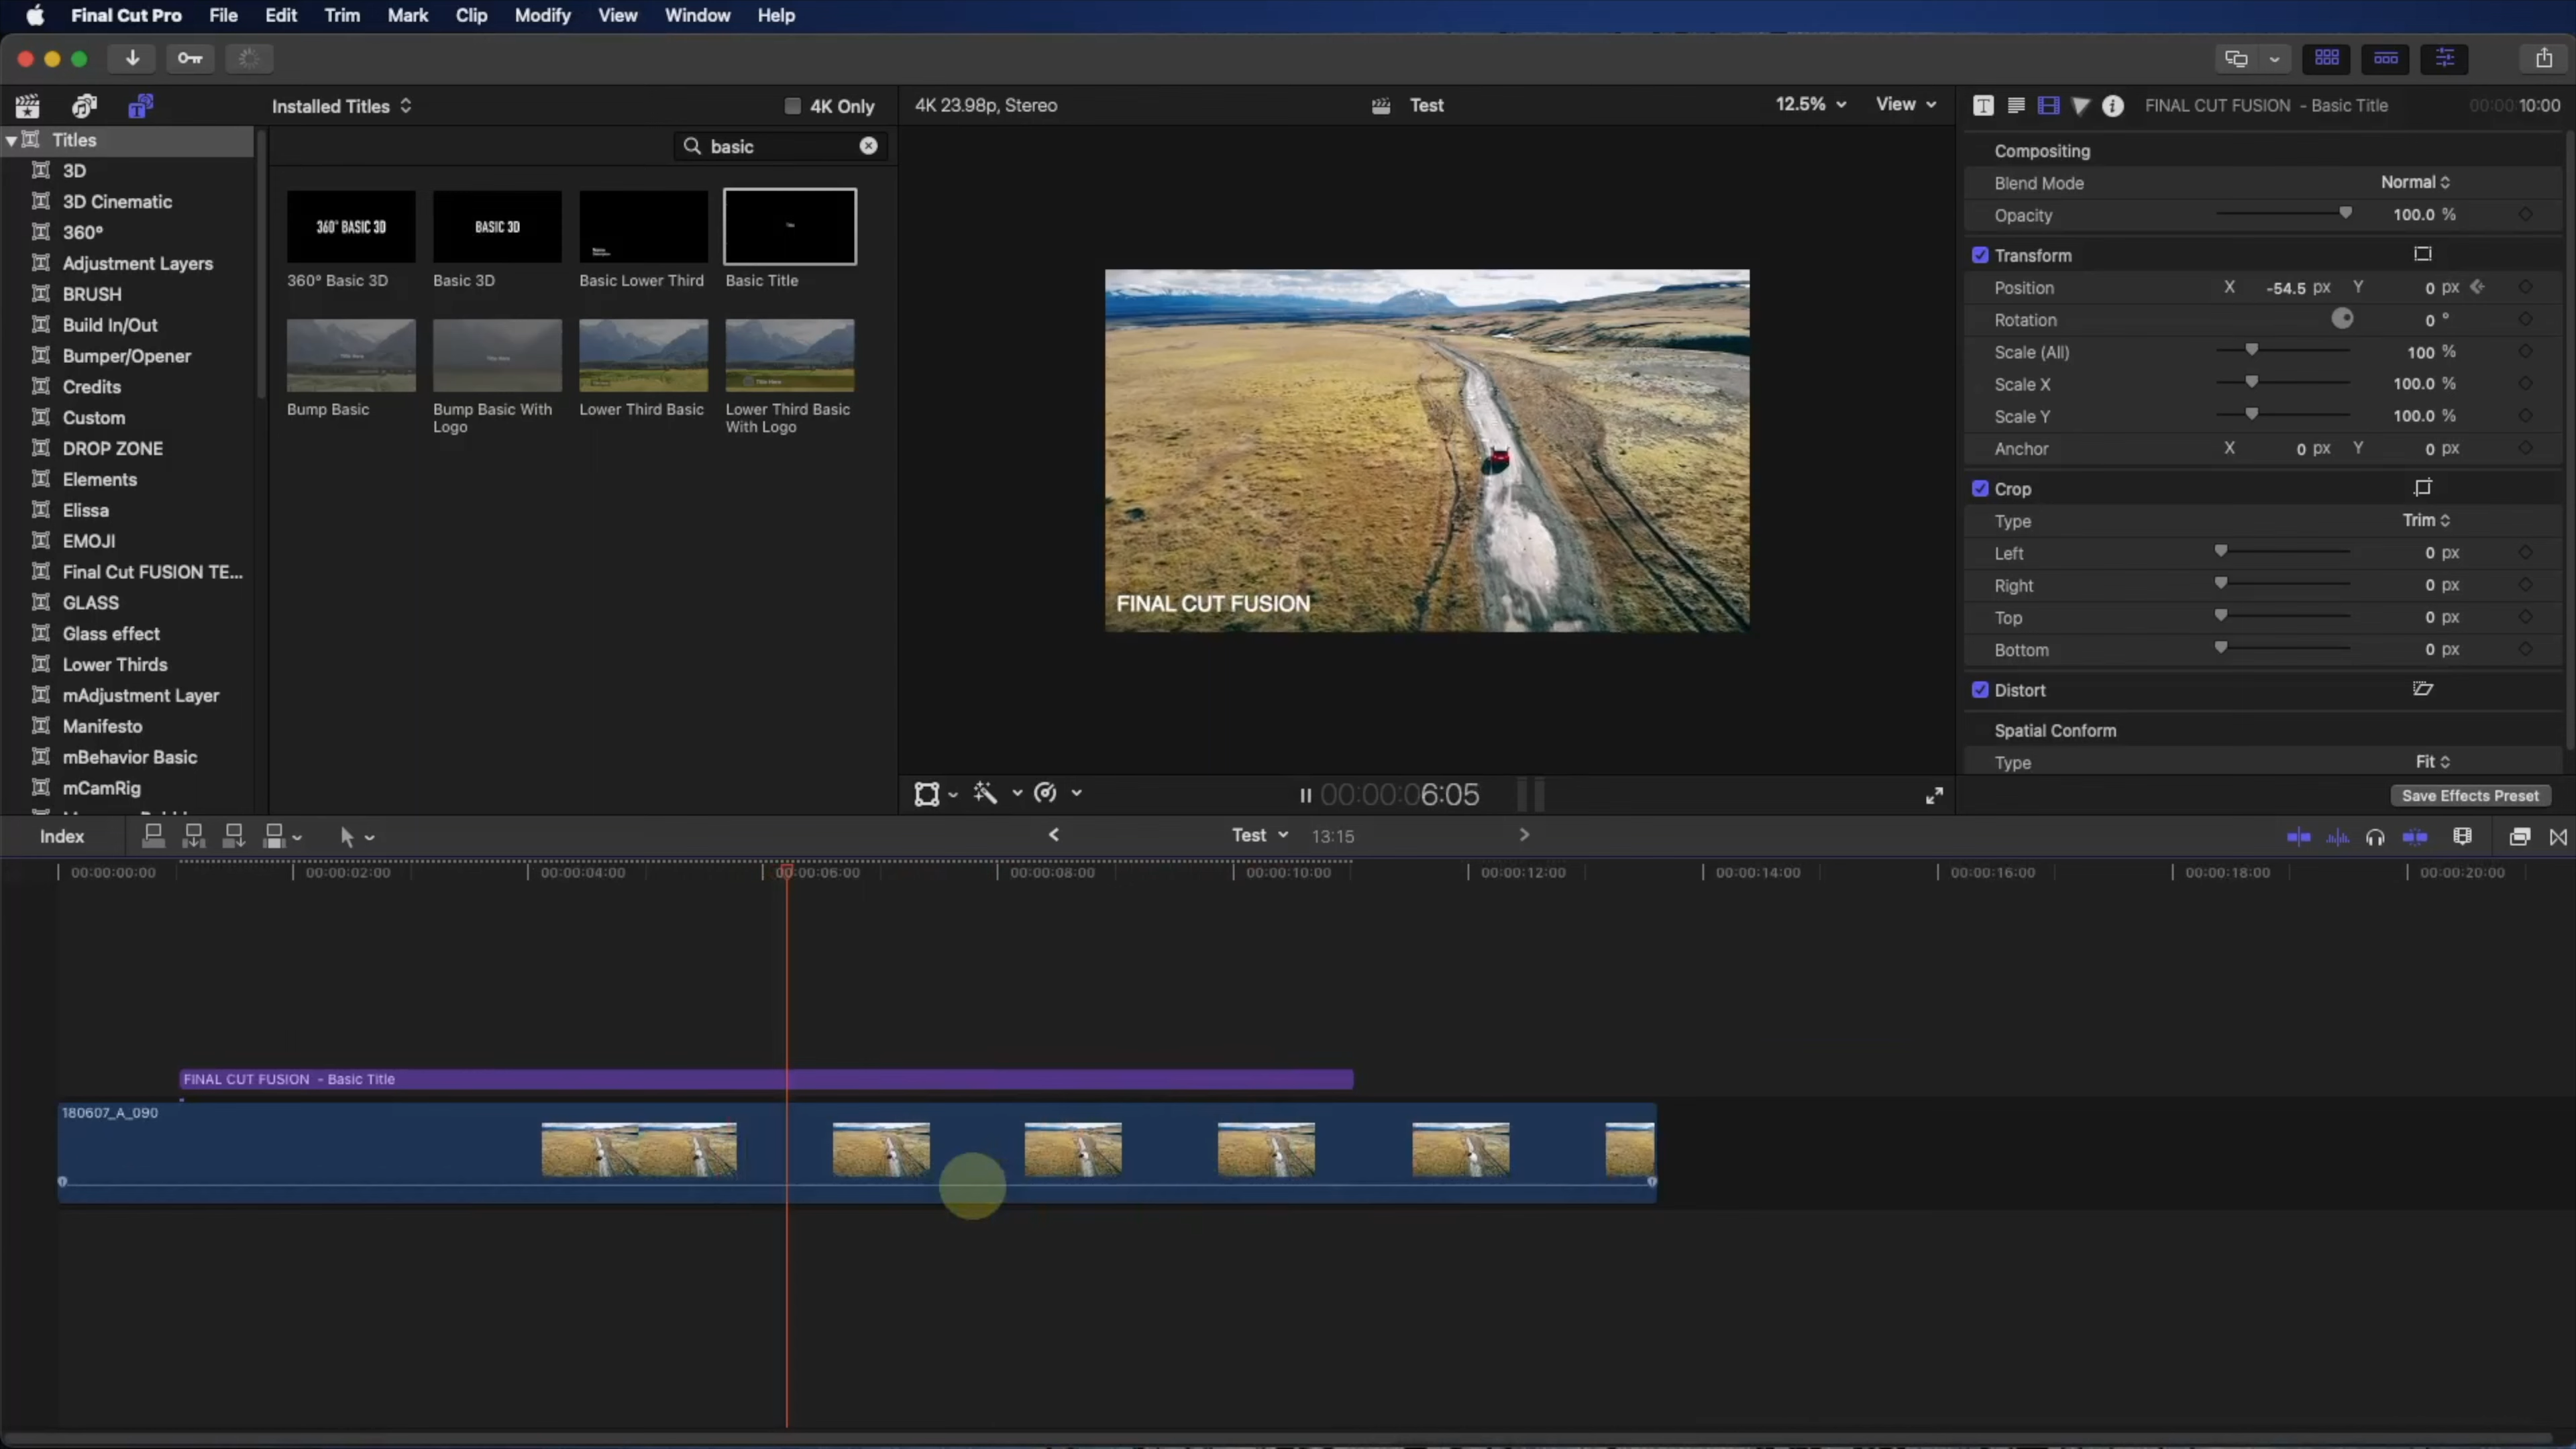 Final Cut Pro File Edit Trim Mark Clip Modify View Window Help
Installed Titles
4K Only
4K 23.98p, Stereo
Test
12.5%
View
FINAL CUT FUSION - Basic Title
00:00:10:00
Titles
3D
3D Cinematic
360°
Adjustment Layers
BRUSH
Build In/Out
Bumper/Opener
Credits
Custom
DROP ZONE
Elements
Elissa
EMOJI
Final Cut FUSION TE...
GLASS
Glass effect
Lower Thirds
mAdjustment Layer
Manifesto
mBehavior Basic
mCamRig
basic
360° BASIC 3D
BASIC 3D
360° Basic 3D
Basic 3D
Basic Lower Third
Basic Title
Bump Basic
Bump Basic With
Logo
Lower Third Basic
Lower Third Basic
With Logo
FINAL CUT FUSION
00:00:06:05
Compositing
Blend Mode Normal
Opacity 100.0 %
Transform
Position X -54.5 px Y 0 px
Rotation 0 °
Scale (All) 100 %
Scale X 100.0 %
Scale Y 100.0 %
Anchor X 0 px Y 0 px
Crop
Type Trim
Left 0 px
Right 0 px
Top 0 px
Bottom 0 px
Distort
Spatial Conform
Type Fit
Save Effects Preset
Index
Test
13:15
00:00:00:00 00:00:02:00 00:00:04:00 00:00:06:00 00:00:08:00 00:00:10:00 00:00:12:00 00:00:14:00 00:00:16:00 00:00:18:00 00:00:20:00
FINAL CUT FUSION - Basic Title
180607_A_090